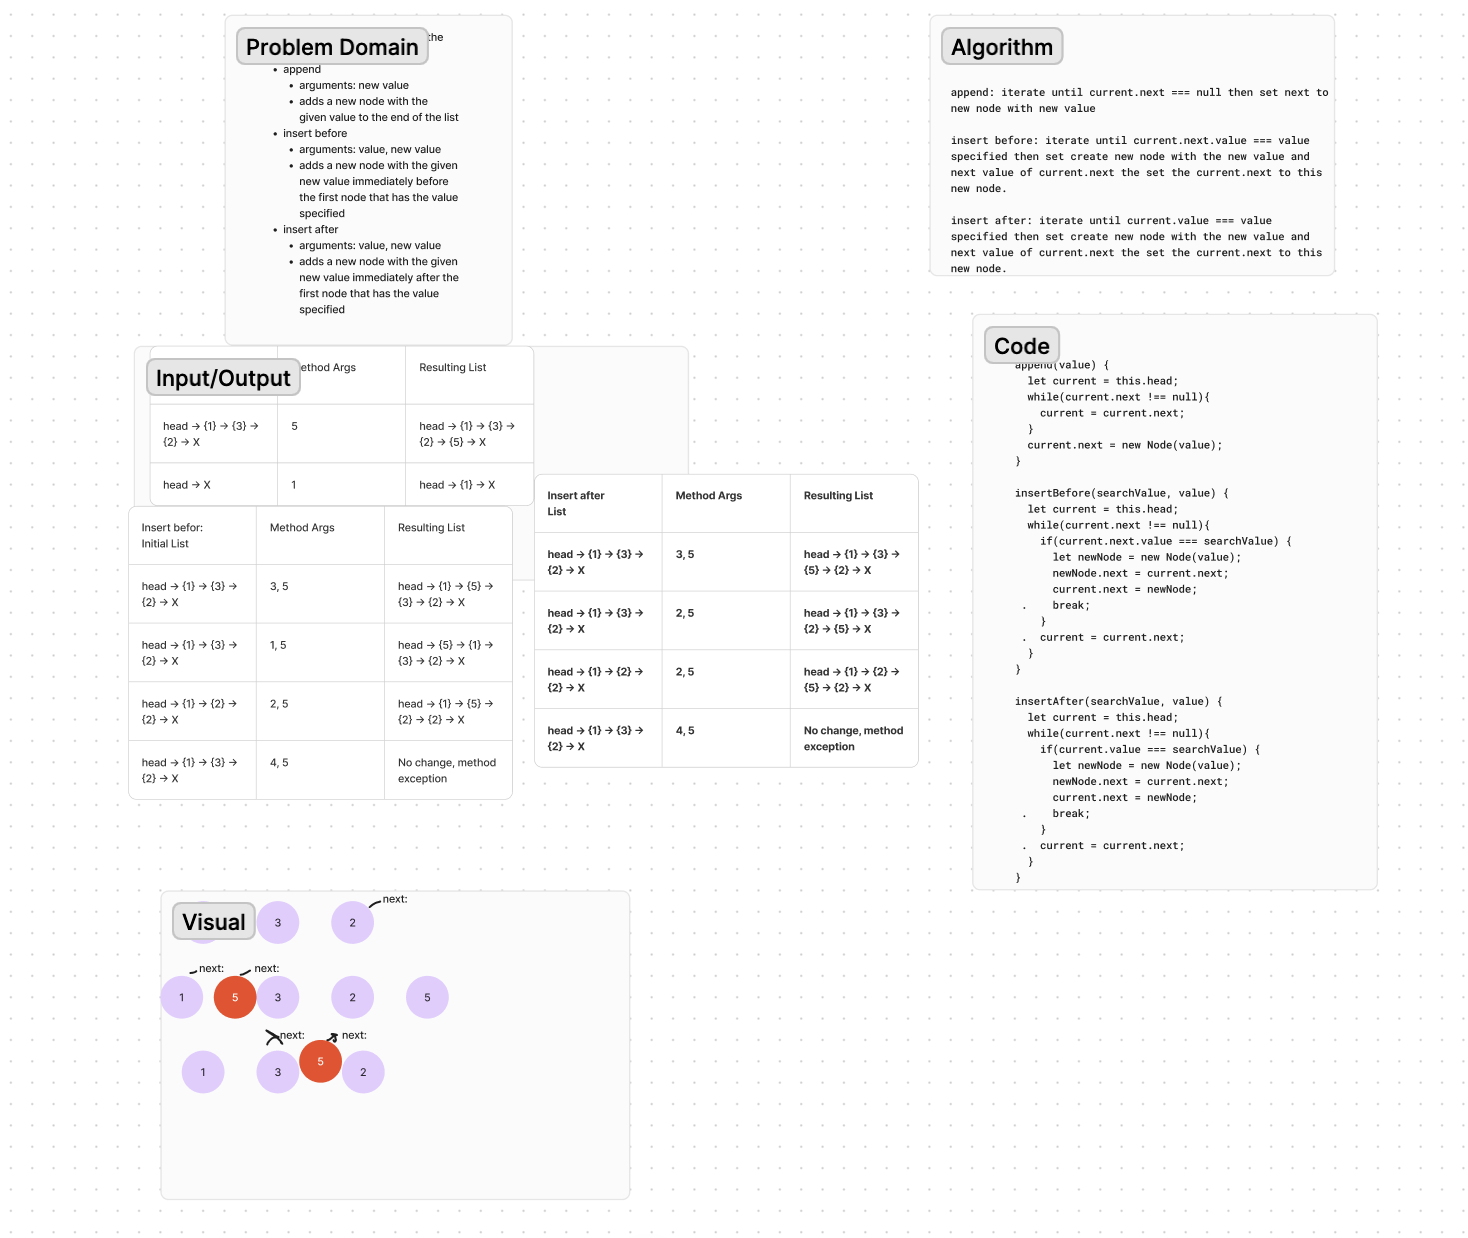 Problem Domain
the
• append
• arguments: new value
• adds a new node with the
given value to the end of the list
• insert before
• arguments: value, new value
• adds a new node with the given
new value immediately before
the first node that has the value
specified
• insert after
• arguments: value, new value
• adds a new node with the given
new value immediately after the
first node that has the value
specified
Input/Output
ethod Args
Resulting List
head → {1} → {3} →
{2} → X
5
head → {1} → {3} →
{2} → {5} → X
head → X
1
head → {1} → X
Insert befor:
Initial List
Method Args
Resulting List
head → {1} → {3} →
{2} → X
3, 5
head → {1} → {5} →
{3} → {2} → X
head → {1} → {3} →
{2} → X
1, 5
head → {5} → {1} →
{3} → {2} → X
head → {1} → {2} →
{2} → X
2, 5
head → {1} → {5} →
{2} → {2} → X
head → {1} → {3} →
{2} → X
4, 5
No change, method
exception
Insert after
List
Method Args
Resulting List
head → {1} → {3} →
{2} → X
3, 5
head → {1} → {3} →
{5} → {2} → X
head → {1} → {3} →
{2} → X
2, 5
head → {1} → {3} →
{2} → {5} → X
head → {1} → {2} →
{2} → X
2, 5
head → {1} → {2} →
{5} → {2} → X
head → {1} → {3} →
{2} → X
4, 5
No change, method
exception
Visual
3
2
next:
next:
next:
1
5
3
2
5
next:
next:
1
3
5
2
Algorithm
append: iterate until current.next === null then set next to
new node with new value
insert before: iterate until current.next.value === value
specified then set create new node with the new value and
next value of current.next the set the current.next to this
new node.
insert after: iterate until current.value === value
specified then set create new node with the new value and
next value of current.next the set the current.next to this
new node.
Code
append(value) {
let current = this.head;
while(current.next !== null){
current = current.next;
}
current.next = new Node(value);
}
insertBefore(searchValue, value) {
let current = this.head;
while(current.next !== null){
if(current.next.value === searchValue) {
let newNode = new Node(value);
newNode.next = current.next;
current.next = newNode;
. break;
}
. current = current.next;
}
}
insertAfter(searchValue, value) {
let current = this.head;
while(current.next !== null){
if(current.value === searchValue) {
let newNode = new Node(value);
newNode.next = current.next;
current.next = newNode;
. break;
}
. current = current.next;
}
}